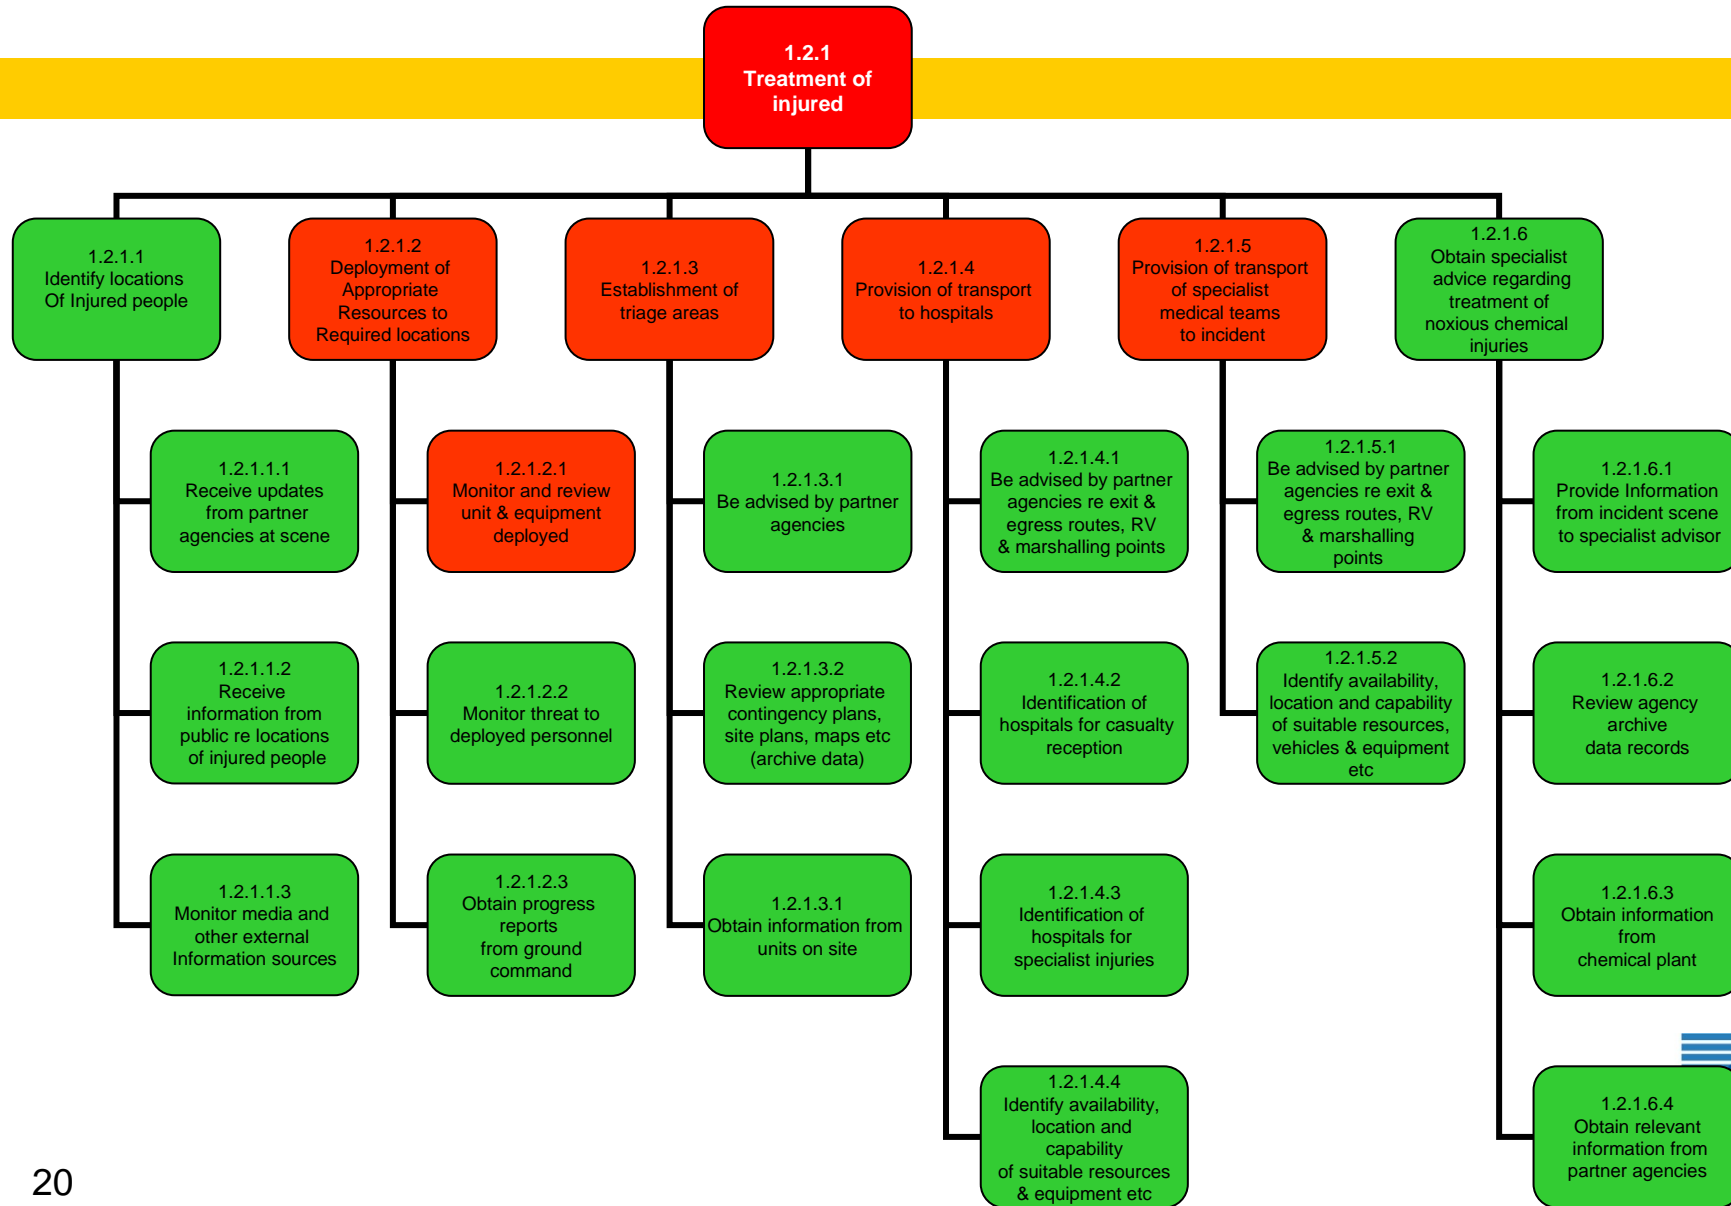 1.2.1
Treatment of
injured
1.2.1.1
Identify locations
Of Injured people
1.2.1.2
Deployment of
Appropriate
Resources to
Required locations
1.2.1.3
Establishment of
triage areas
1.2.1.4
Provision of transport
to hospitals
1.2.1.5
Provision of transport
of specialist
medical teams
to incident
1.2.1.6
Obtain specialist
advice regarding
treatment of
noxious chemical
injuries
1.2.1.1.1
Receive updates
from partner
agencies at scene
1.2.1.2.1
Monitor and review
unit & equipment
deployed
1.2.1.3.1
Be advised by partner
agencies
1.2.1.4.1
Be advised by partner
agencies re exit &
egress routes, RV
& marshalling points
1.2.1.5.1
Be advised by partner
agencies re exit &
egress routes, RV
& marshalling
points
1.2.1.6.1
Provide Information
from incident scene
to specialist advisor
1.2.1.1.2
Receive
information from
public re locations
of injured people
1.2.1.2.2
Monitor threat to
deployed personnel
1.2.1.3.2
Review appropriate
contingency plans,
site plans, maps etc
(archive data)
1.2.1.4.2
Identification of
hospitals for casualty
reception
1.2.1.5.2
Identify availability,
location and capability
of suitable resources,
vehicles & equipment
etc
1.2.1.6.2
Review agency
archive
data records
1.2.1.1.3
Monitor media and
other external
Information sources
1.2.1.2.3
Obtain progress
reports
from ground
command
1.2.1.3.1
Obtain information from
units on site
1.2.1.4.3
Identification of
hospitals for
specialist injuries
1.2.1.6.3
Obtain information
from
chemical plant
1.2.1.4.4
Identify availability,
location and
capability
of suitable resources
& equipment etc
1.2.1.6.4
Obtain relevant
information from
partner agencies
20